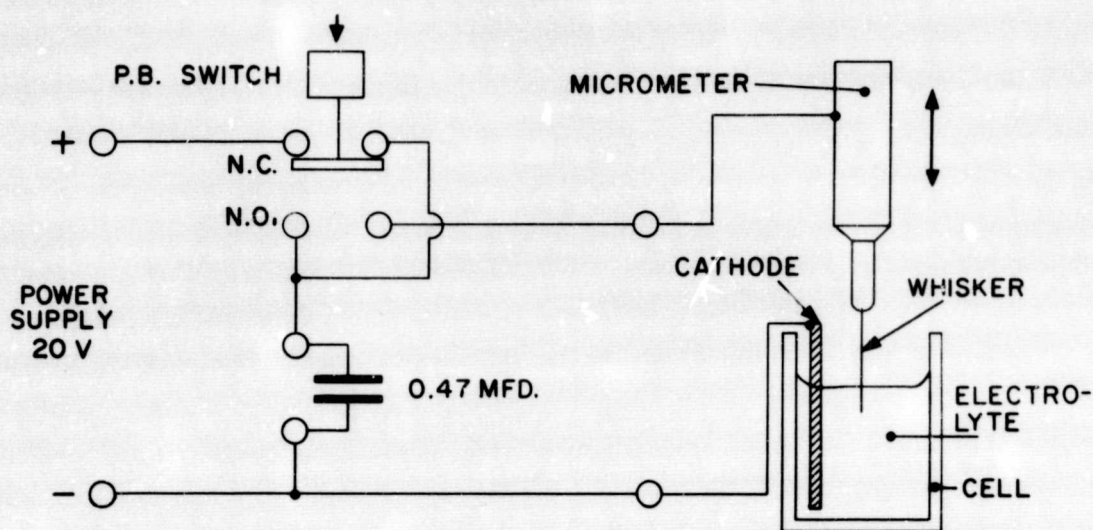 P.B. SWITCH
MICROMETER
+
N.C.
N.O.
CATHODE
WHISKER
POWER
SUPPLY
20 V
0.47 MFD.
ELECTRO-
LYTE
-
CELL